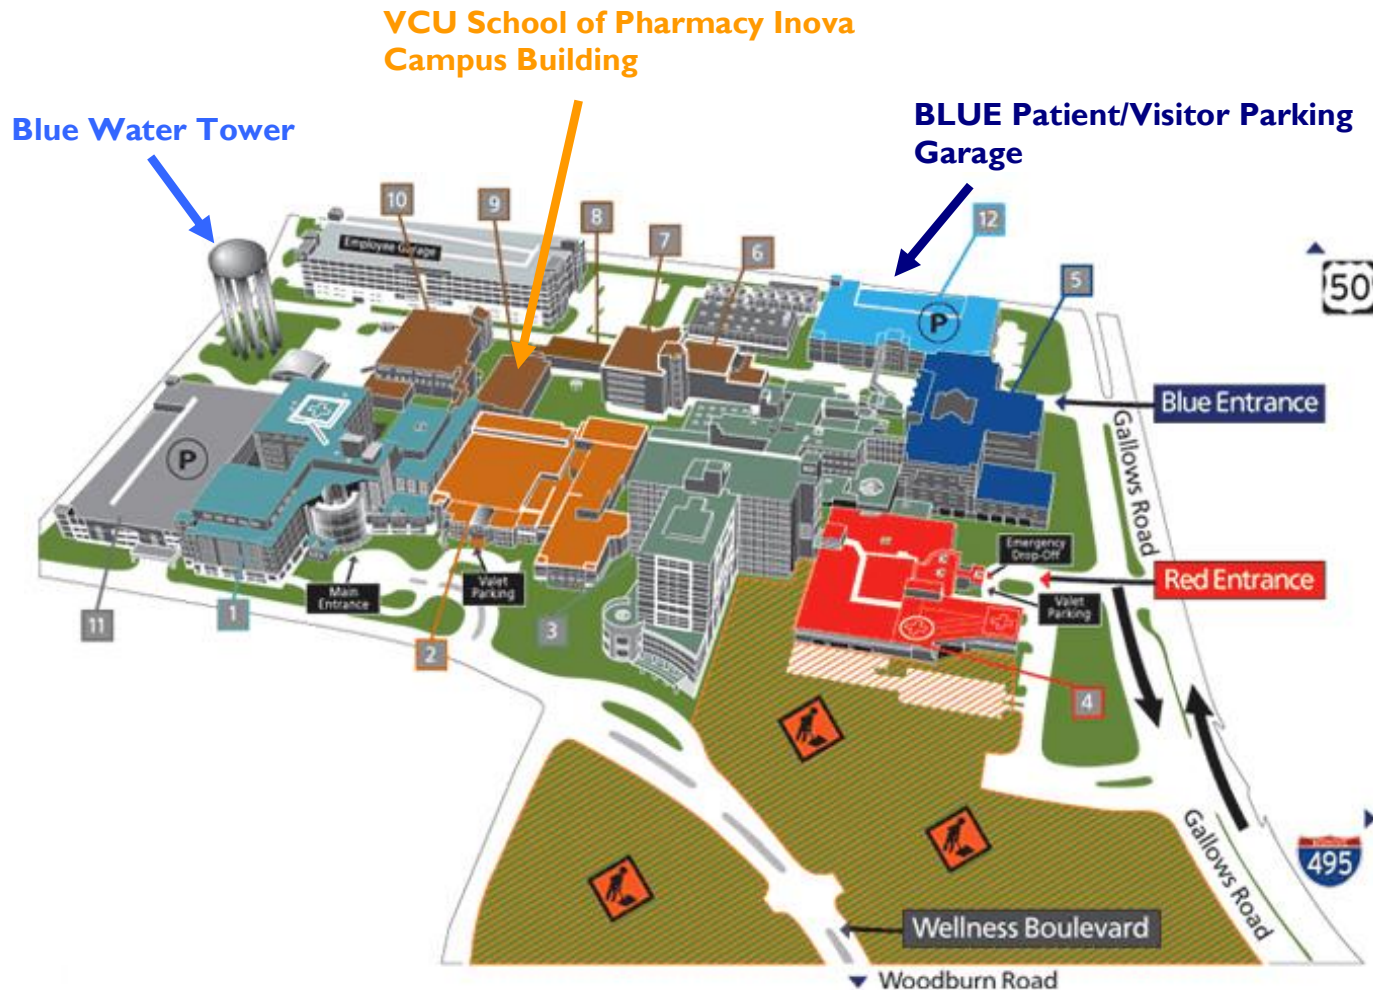 VCU School of Pharmacy Inova
Campus Building
Blue Water Tower
BLUE Patient/Visitor Parking
Garage
10
9
8
7
6
12
5
Employee Garage
50
P
Blue Entrance
Gallows Road
P
Emergency
Drop-Off
Red Entrance
Main
Entrance
Valet
Parking
Valet
Parking
11
1
2
3
4
Gallows Road
495
Wellness Boulevard
Woodburn Road